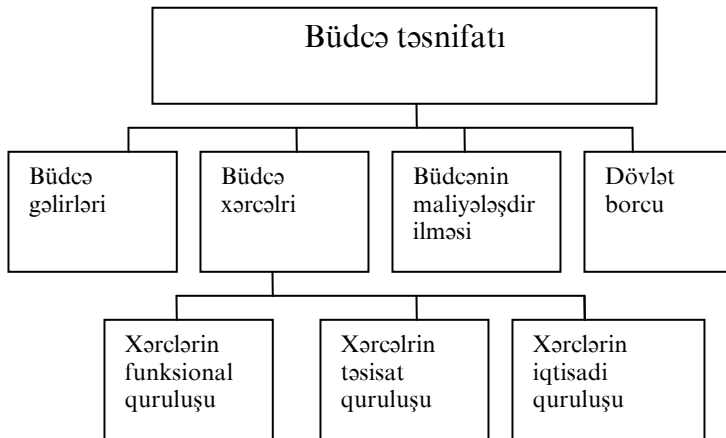 Büdcə təsnifatı
Büdcə
gəlirləri
Büdcə
xərcəlri
Büdcənin
maliyələşdir
ilməsi
Dövlət
borcu
Xərclərin
funksional
quruluşu
Xərcəlrin
təsisat
quruluşu
Xərclərin
iqtisadi
quruluşu